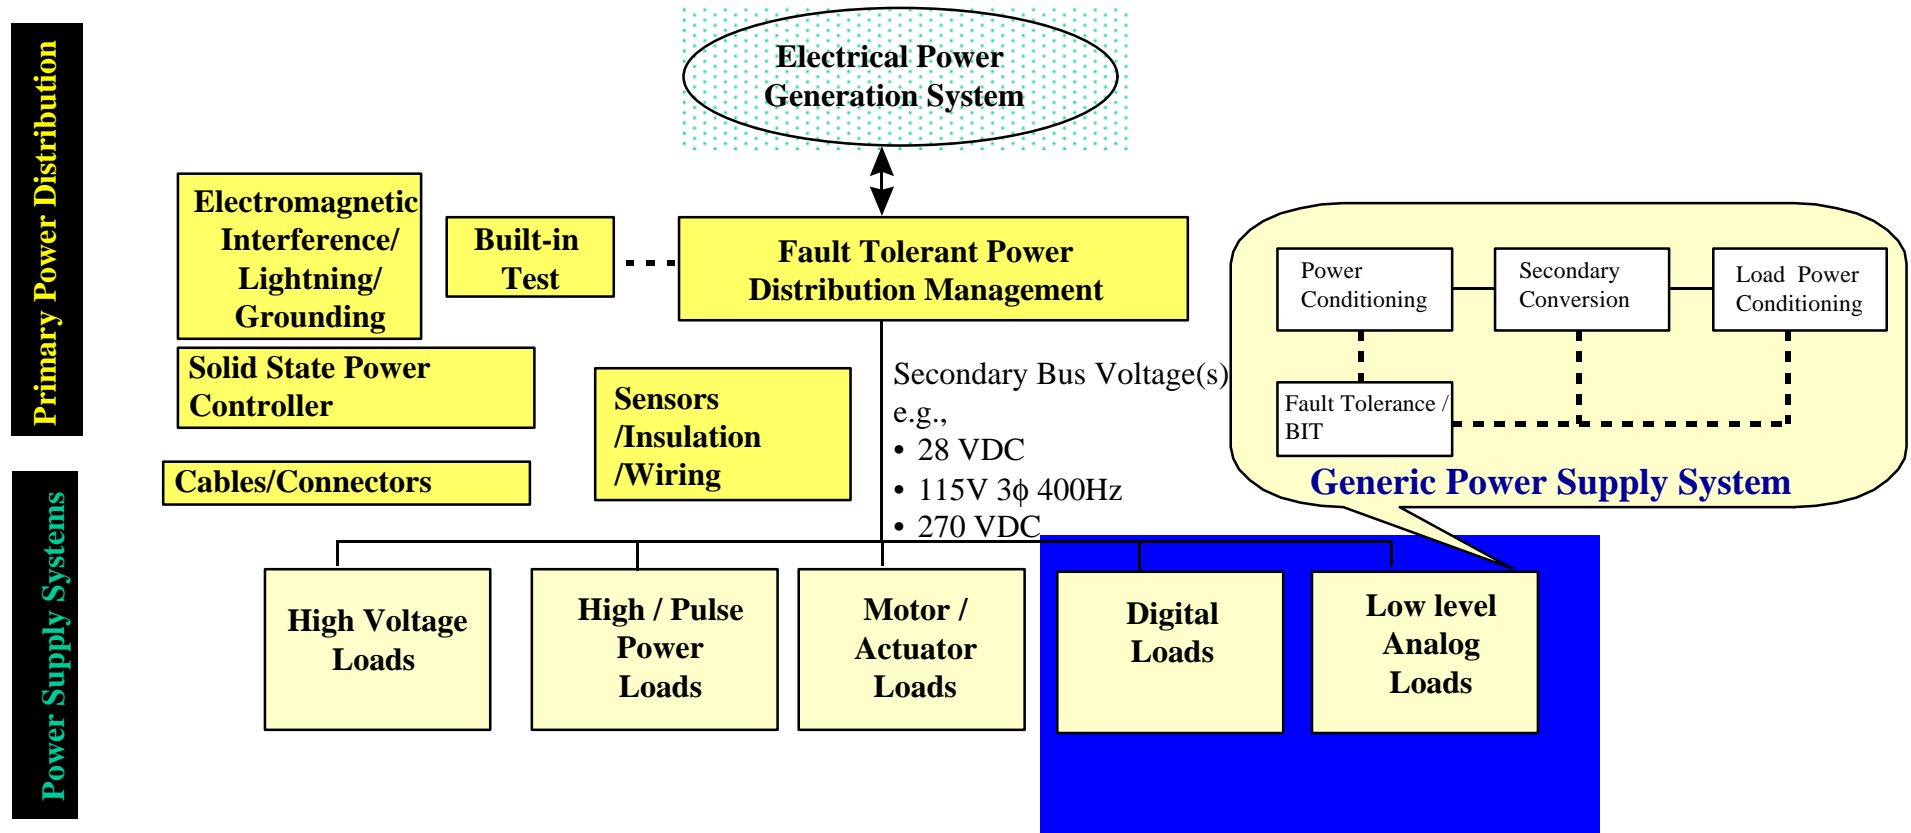 Primary Power Distribution
Power Supply Systems
Electrical Power
Generation System
Electromagnetic
Interference/
Lightning/
Grounding
Built-in
Test
Fault Tolerant Power
Distribution Management
Solid State Power
Controller
Sensors
/Insulation
/Wiring
Cables/Connectors
Secondary Bus Voltage(s)
e.g.,
• 28 VDC
• 115V 3ϕ 400Hz
• 270 VDC
Power
Conditioning
Secondary
Conversion
Load Power
Conditioning
Fault Tolerance /
BIT
Generic Power Supply System
High Voltage
Loads
High / Pulse
Power
Loads
Motor /
Actuator
Loads
Digital
Loads
Low level
Analog
Loads